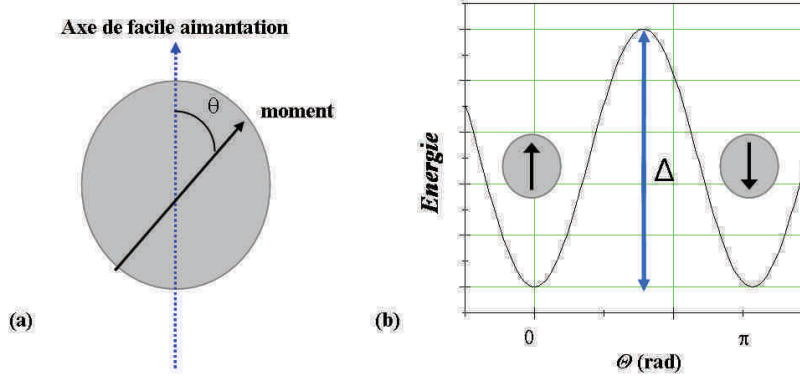 Axe de facile aimantation
θ
moment
(a)
Energie
Δ
0
π
Θ (rad)
(b)